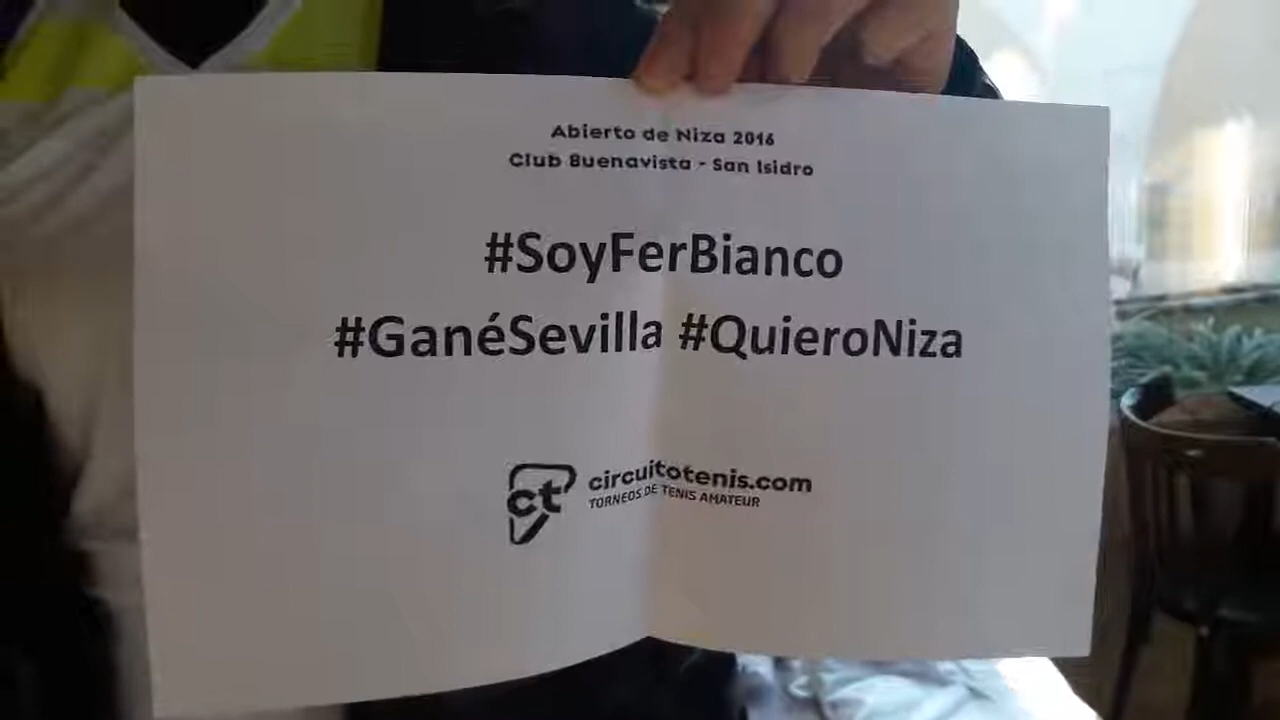 Abierto de Niza 2016
Club Buenavista - San Isidro
#SoyFerBianco
#GanéSevilla #QuieroNiza
ct
circuitotenis.com
TORNEOS DE TENIS AMATEUR